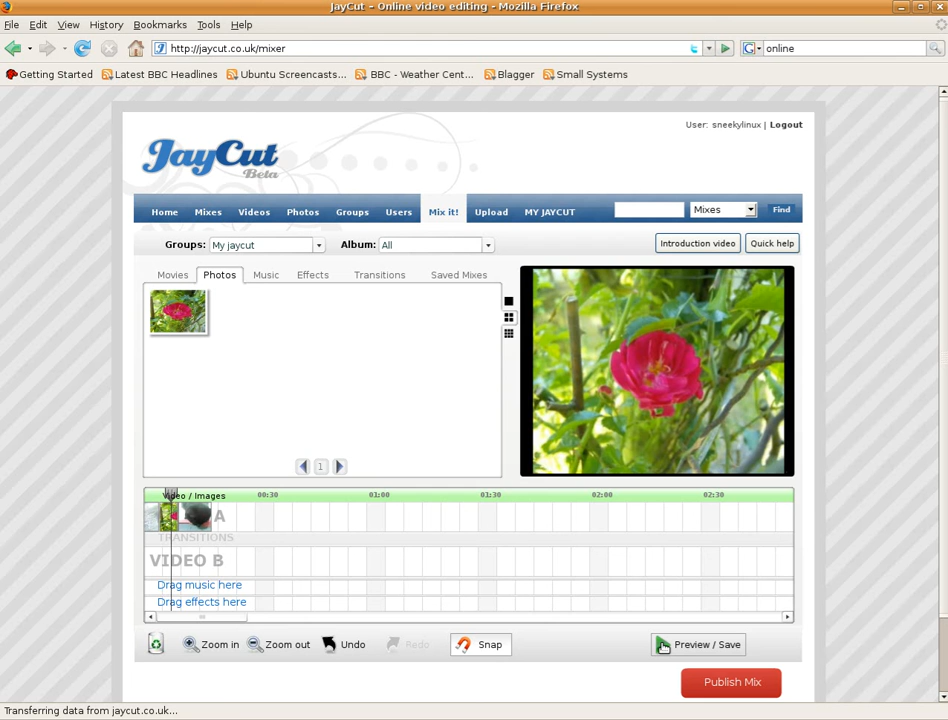 JayCut – Online video editing - Mozilla Firefox
File Edit View History Bookmarks Tools Help
http://jaycut.co.uk/mixer
G online
Getting Started Latest BBC Headlines Ubuntu Screencasts... BBC - Weather Cent... Blagger Small Systems
User: sneekylinux | Logout
JayCut
Beta
Home Mixes Videos Photos Groups Users Mix it! Upload MY JAYCUT Mixes Find
Groups: My jaycut Album: All Introduction video Quick help
Movies Photos Music Effects Transitions Saved Mixes
1
Video / Images 00:30 01:00 01:30 02:00 02:30
A
TRANSITIONS
VIDEO B
Drag music here
Drag effects here
Zoom in Zoom out Undo Redo Snap Preview / Save
Publish Mix
Transferring data from jaycut.co.uk...